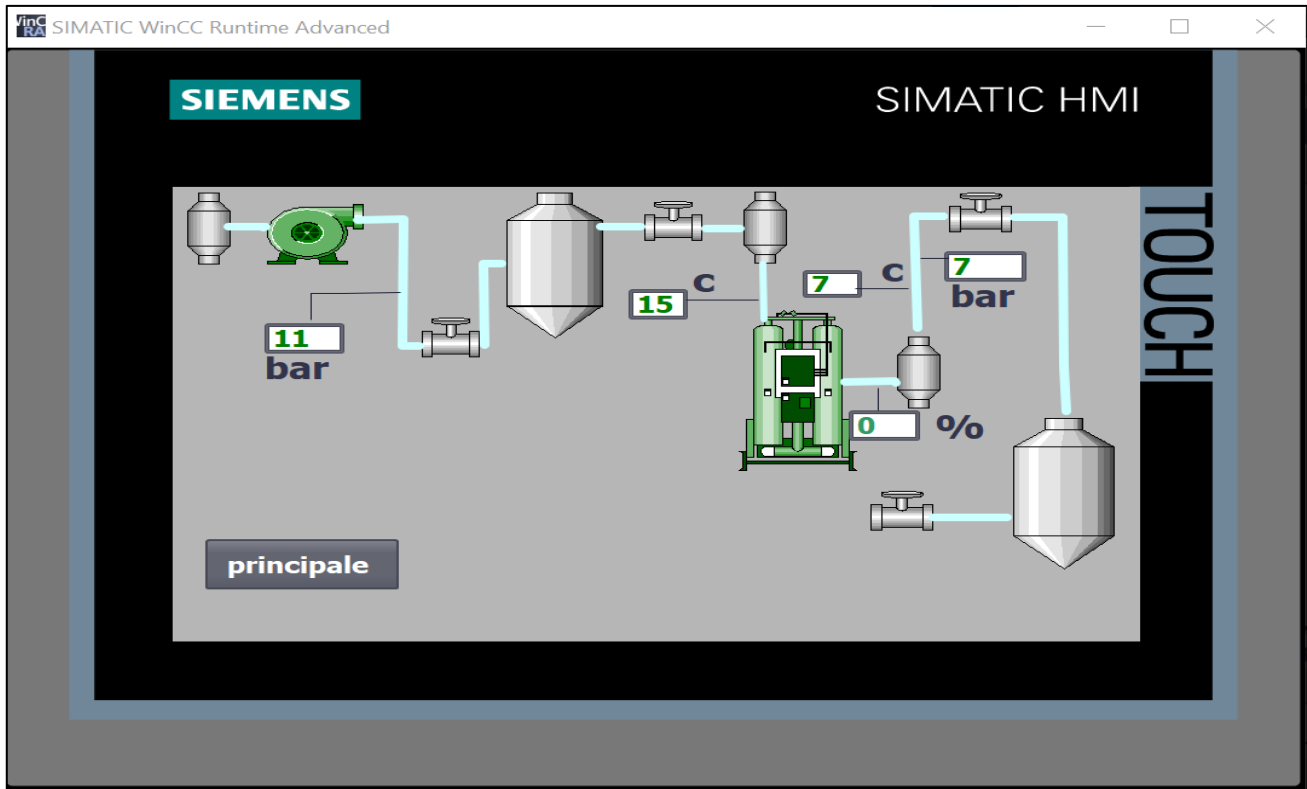 SIMATIC WinCC Runtime Advanced
SIEMENS
SIMATIC HMI
TOUCH
11
bar
15
c
7
c
7
bar
0
%
principale